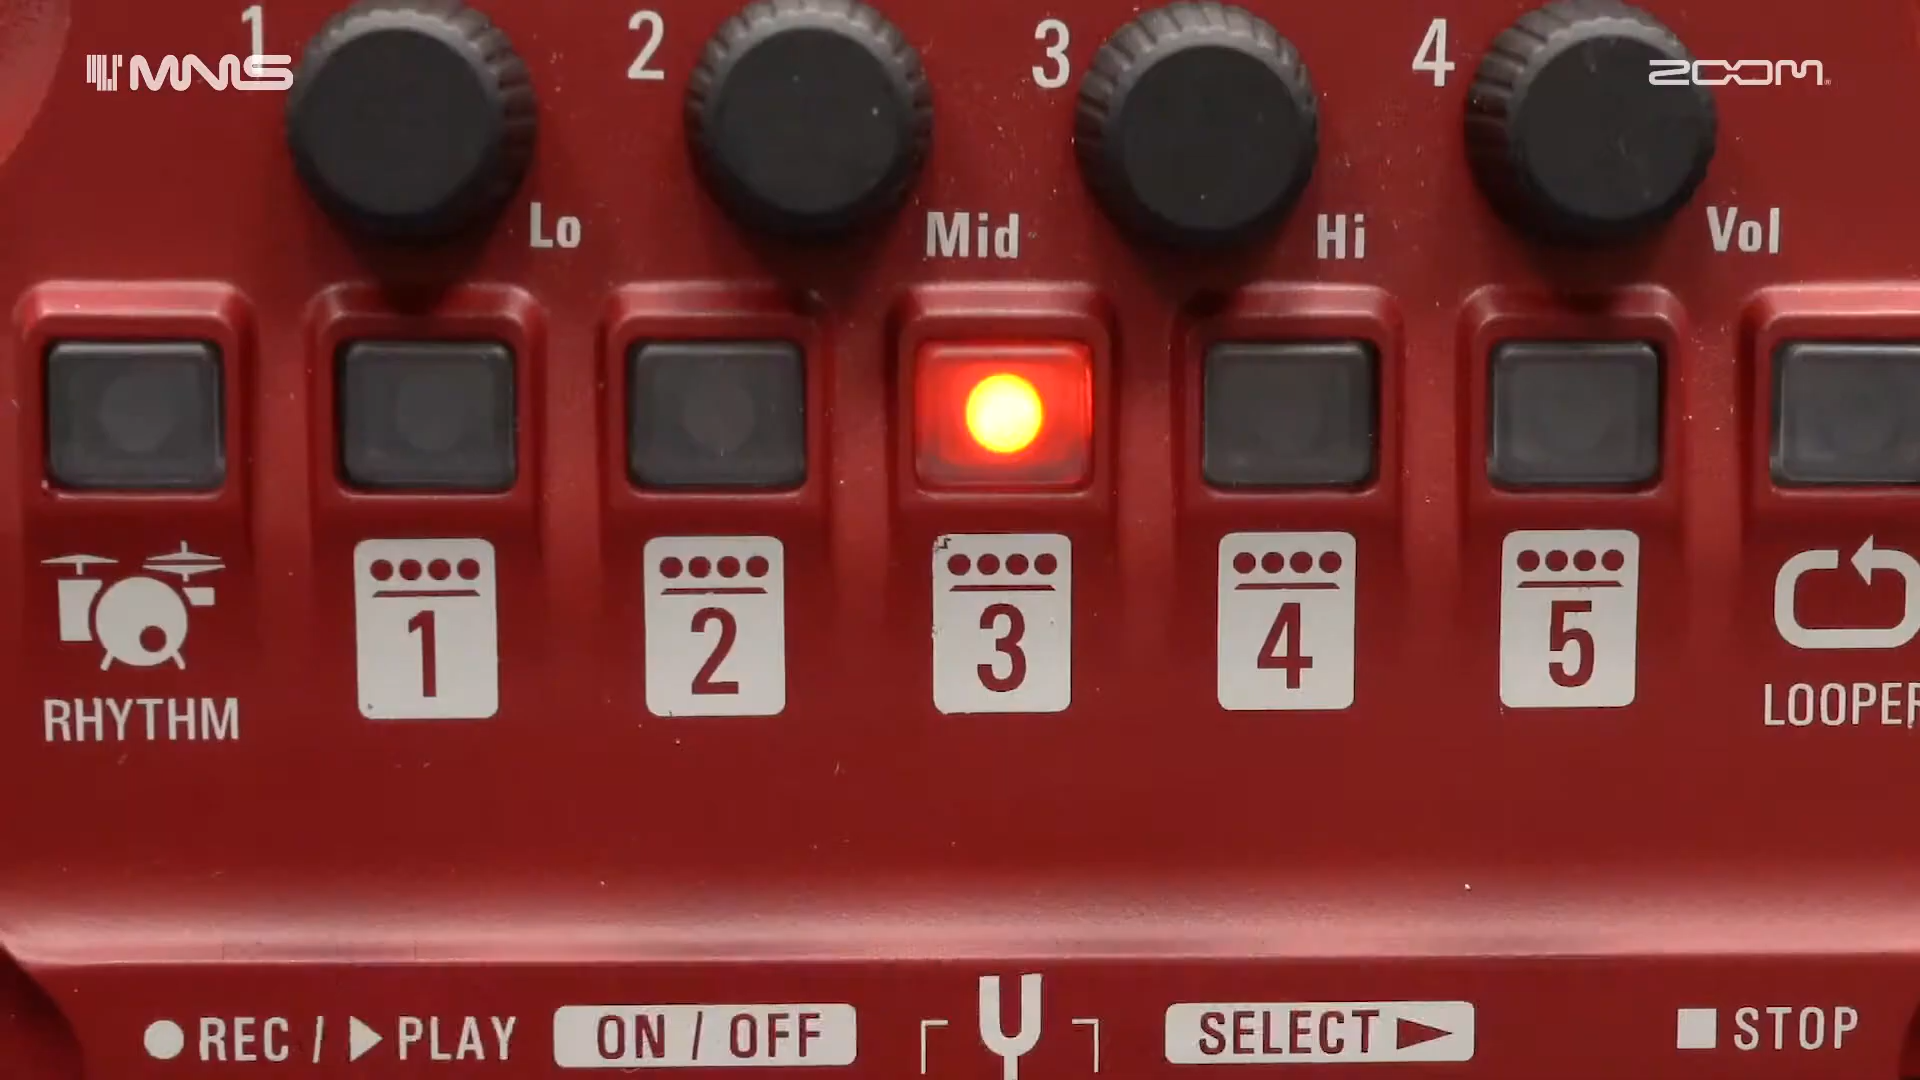 1 2 3 4
MNS
ZOOM
Lo Mid Hi Vol
1 2 3 4 5
RHYTHM LOOPER
REC / PLAY ON / OFF SELECT STOP